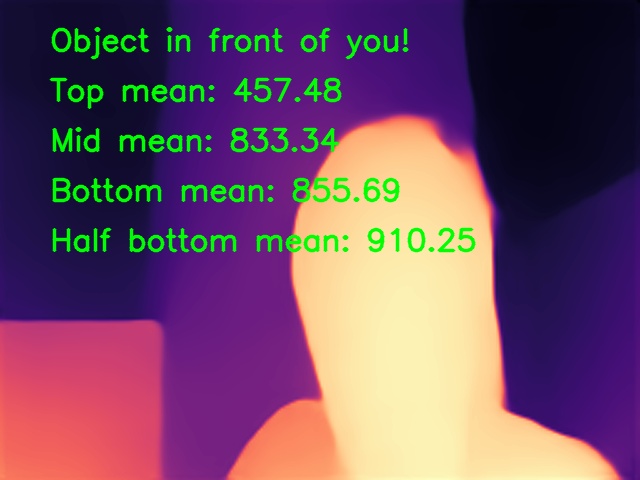 Object in front of you!
Top mean: 457.48
Mid mean: 833.34
Bottom mean: 855.69
Half bottom mean: 910.25